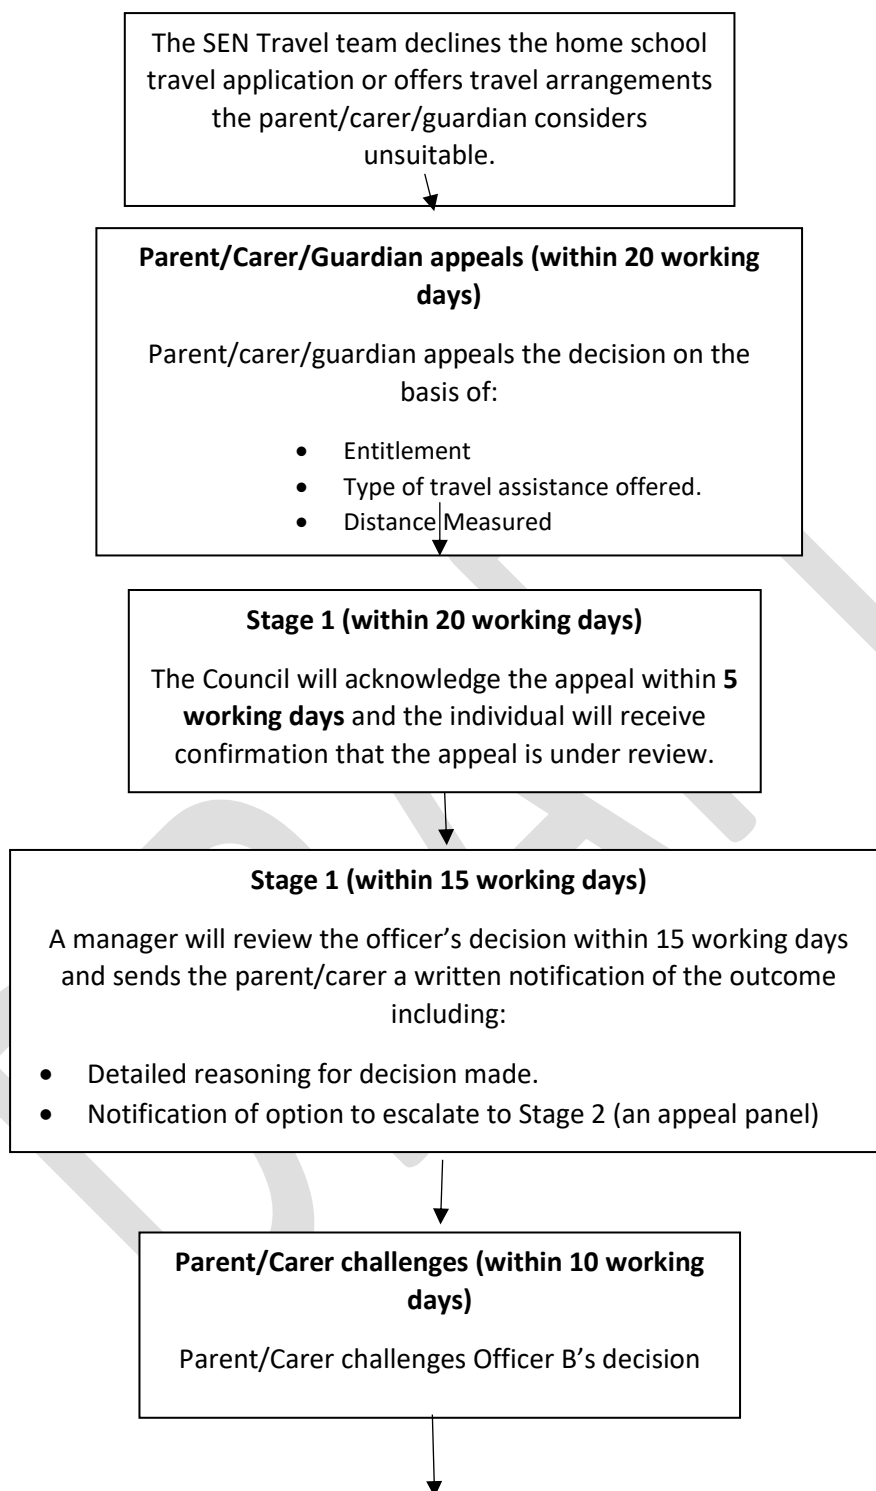 The SEN Travel team declines the home school
travel application or offers travel arrangements
the parent/carer/guardian considers
unsuitable.
Parent/Carer/Guardian appeals (within 20 working
days)
Parent/carer/guardian appeals the decision on the
basis of:
• Entitlement
• Type of travel assistance offered.
• Distance Measured
Stage 1 (within 20 working days)
The Council will acknowledge the appeal within 5
working days and the individual will receive
confirmation that the appeal is under review.
Stage 1 (within 15 working days)
A manager will review the officer’s decision within 15 working days
and sends the parent/carer a written notification of the outcome
including:
• Detailed reasoning for decision made.
• Notification of option to escalate to Stage 2 (an appeal panel)
Parent/Carer challenges (within 10 working
days)
Parent/Carer challenges Officer B’s decision